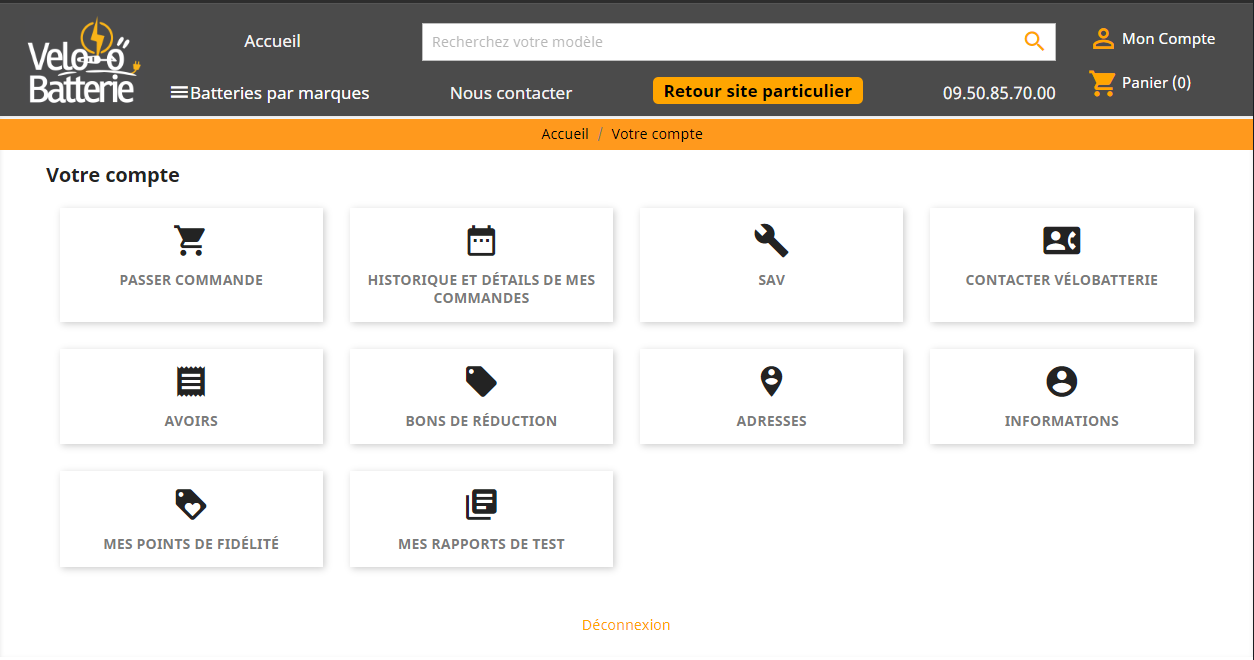 Velo
Batterie
Accueil
Recherchez votre modèle
Mon Compte
Batteries par marques
Nous contacter
Retour site particulier
09.50.85.70.00
Panier (0)
Accueil / Votre compte
Votre compte
PASSER COMMANDE
HISTORIQUE ET DÉTAILS DE MES
COMMANDES
SAV
CONTACTER VÉLOBATTERIE
AVOIRS
BONS DE RÉDUCTION
ADRESSES
INFORMATIONS
MES POINTS DE FIDÉLITÉ
MES RAPPORTS DE TEST
Déconnexion